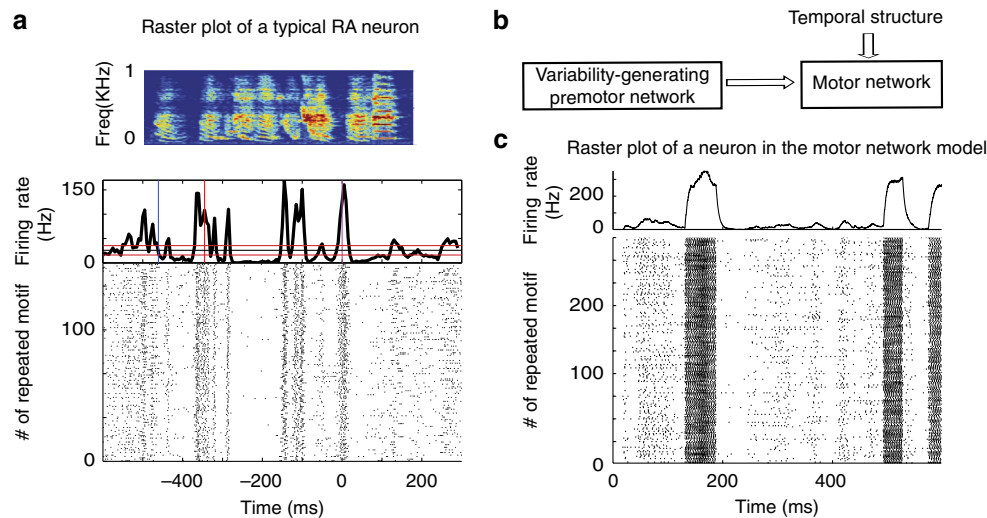 a
Raster plot of a typical RA neuron
Freq(KHz)
1
0
Firing rate
(Hz)
150
0
# of repeated motif
100
0
−400
−200
0
200
Time (ms)
b
Temporal structure
Variability-generating
premotor network
Motor network
c
Raster plot of a neuron in the motor network model
Firing rate
(Hz)
200
0
# of repeated motif
200
100
0
0
200
400
Time (ms)